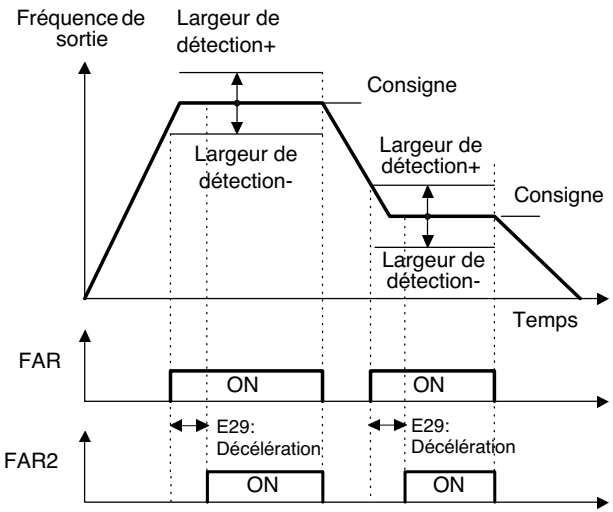 Fréquence de
sortie
Largeur de
détection+
Consigne
Largeur de
détection-
Largeur de
détection+
Consigne
Largeur de
détection-
Temps
FAR
ON
ON
E29:
Décélération
E29:
Décélération
FAR2
ON
ON